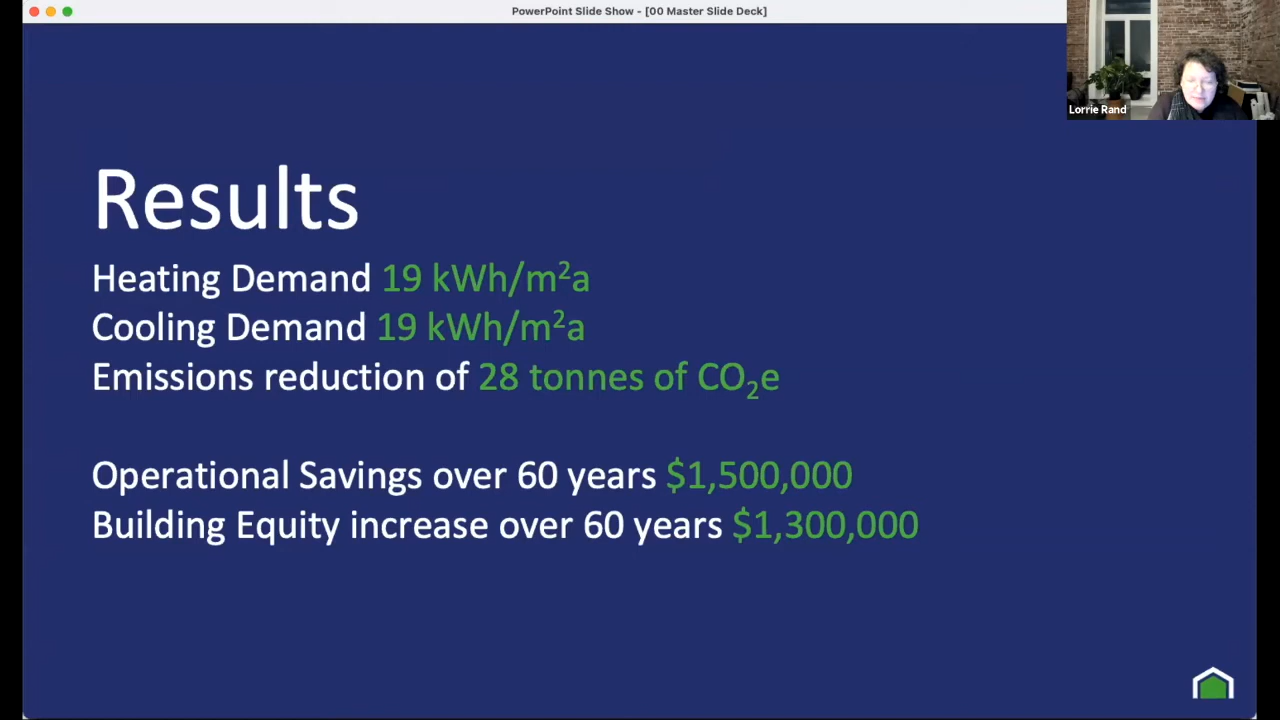 PowerPoint Slide Show - [00 Master Slide Deck]
Lorrie Rand
Results
Heating Demand 19 kWh/m²a
Cooling Demand 19 kWh/m²a
Emissions reduction of 28 tonnes of CO₂e
Operational Savings over 60 years $1,500,000
Building Equity increase over 60 years $1,300,000